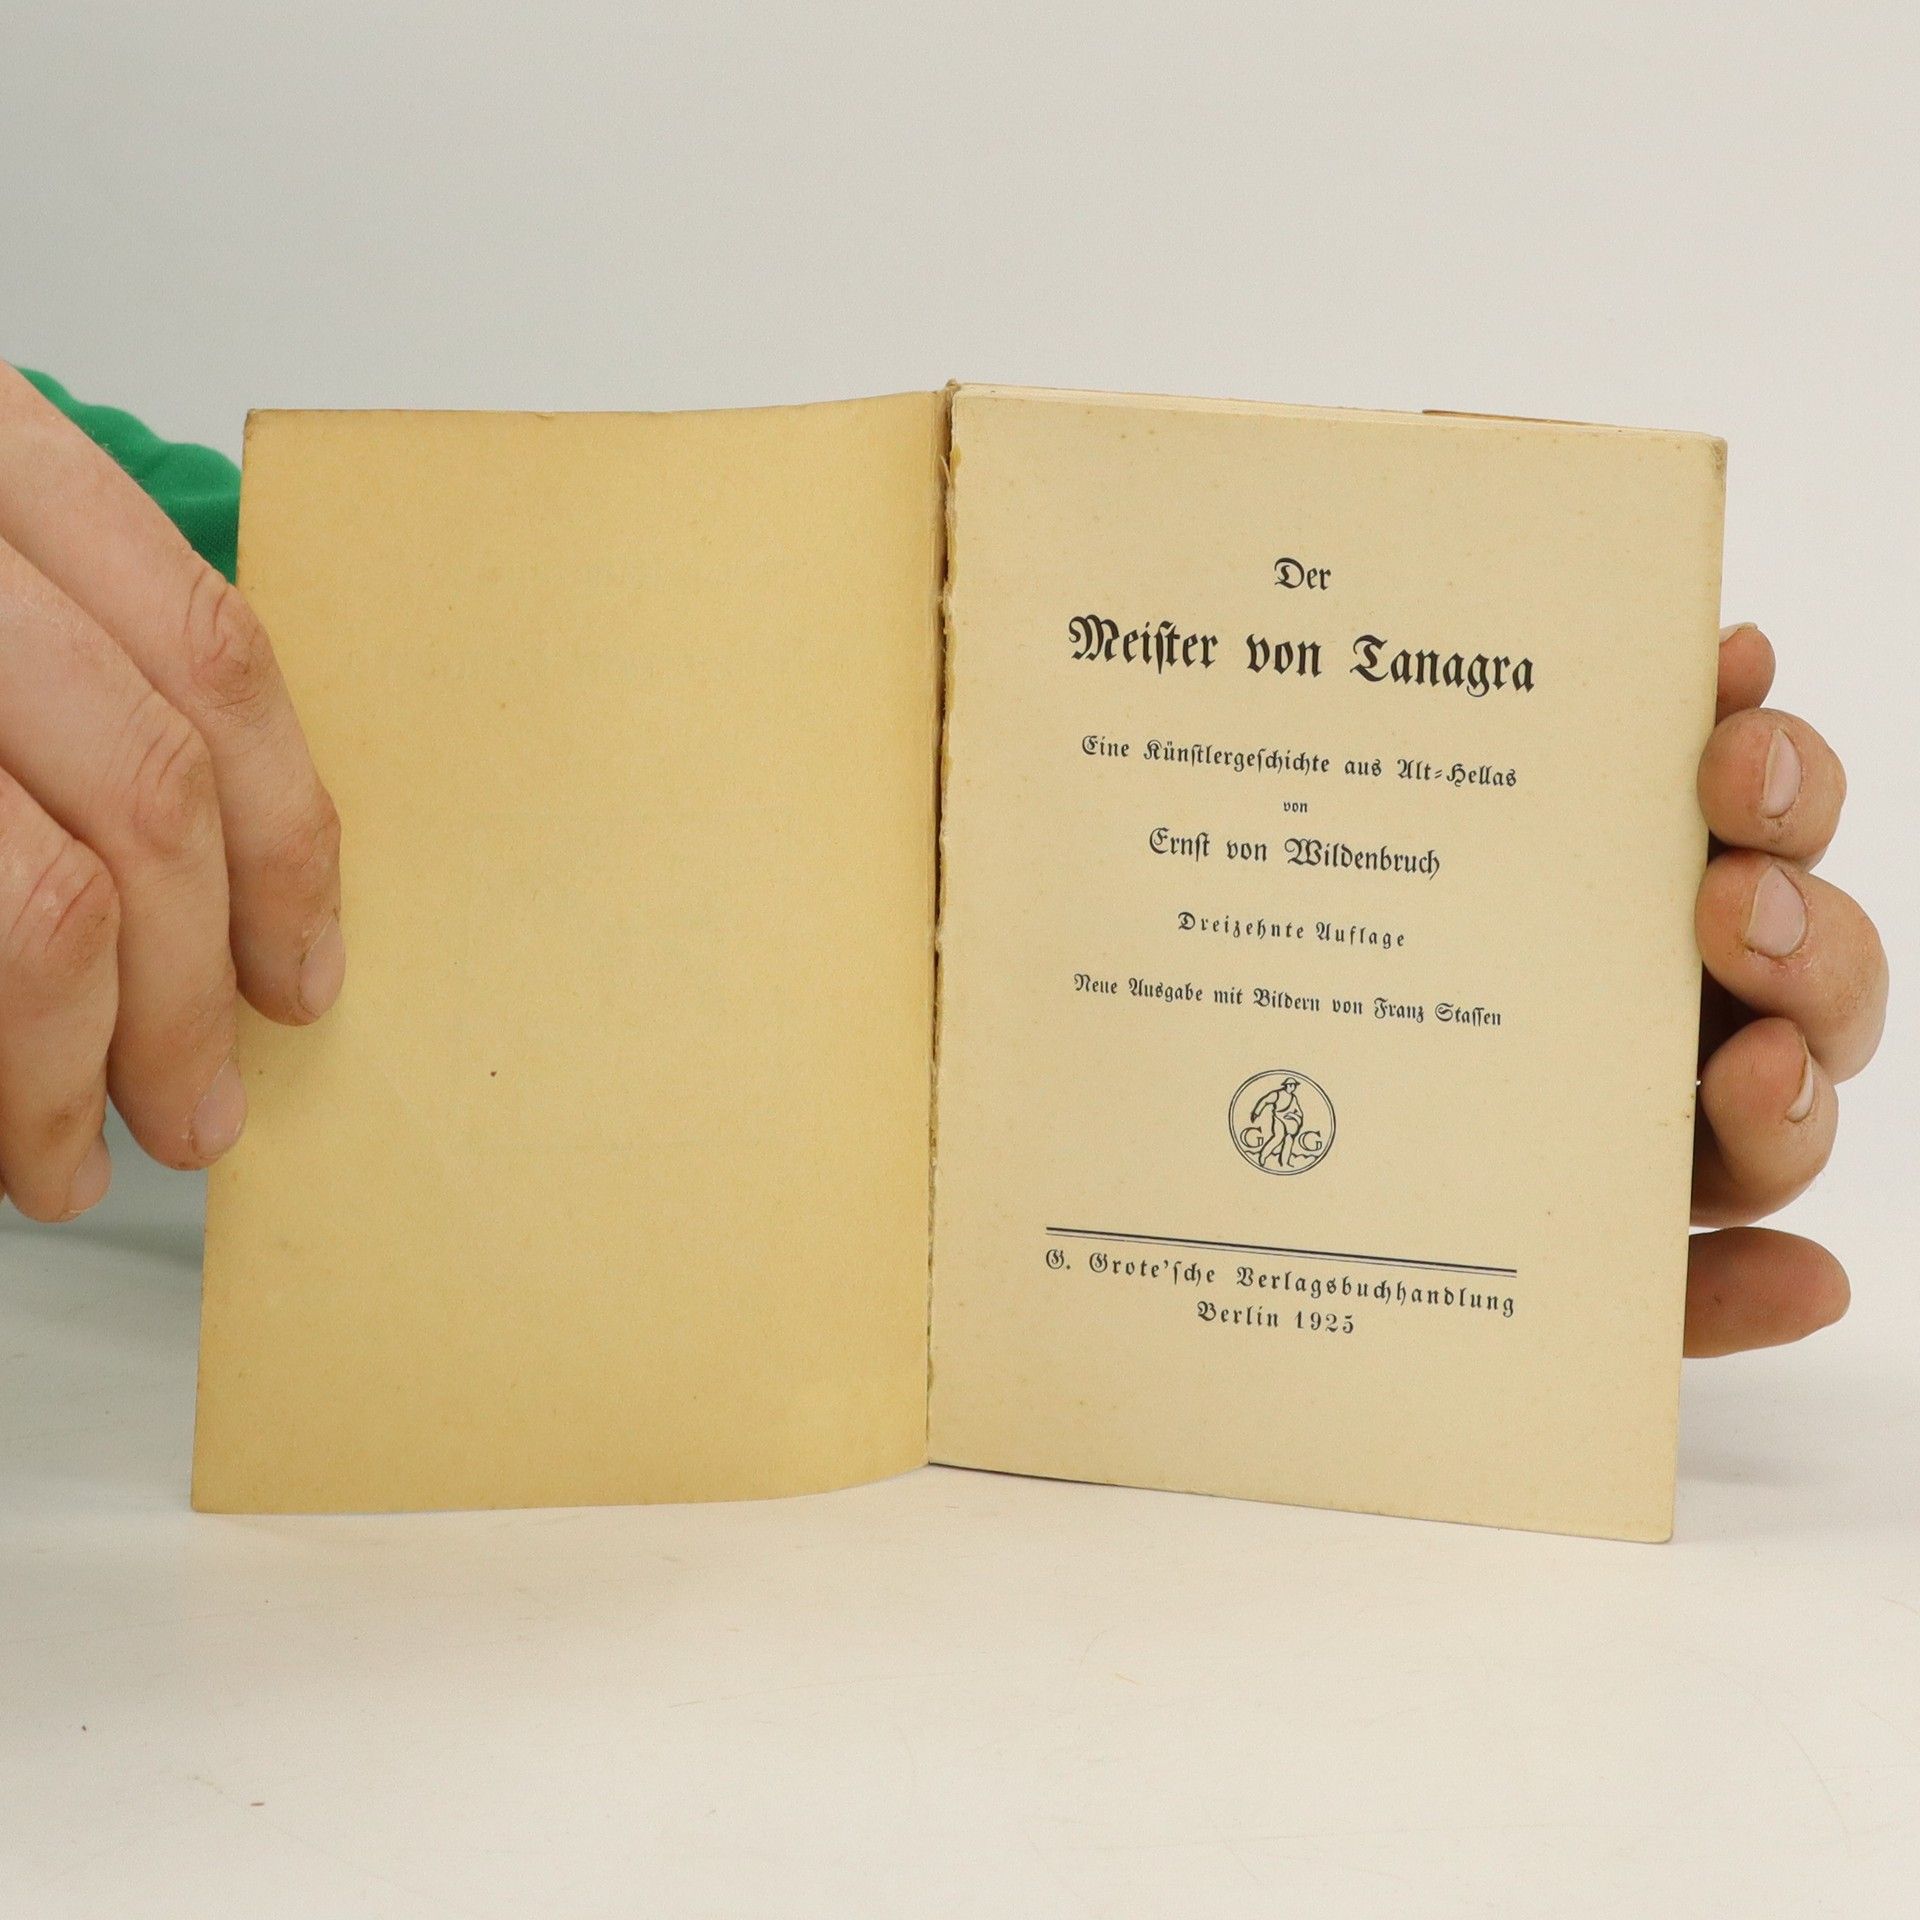 Der
Meiſter von Tanagra
Eine Künſtlergeſchichte aus Alt⸗Hellas
von
Ernſt von Wildenbruch
Dreizehnte Auflage
Neue Ausgabe mit Bildern von Franz Staſſen
G G
G. Grote'ſche Verlagsbuchhandlung
Berlin 1925